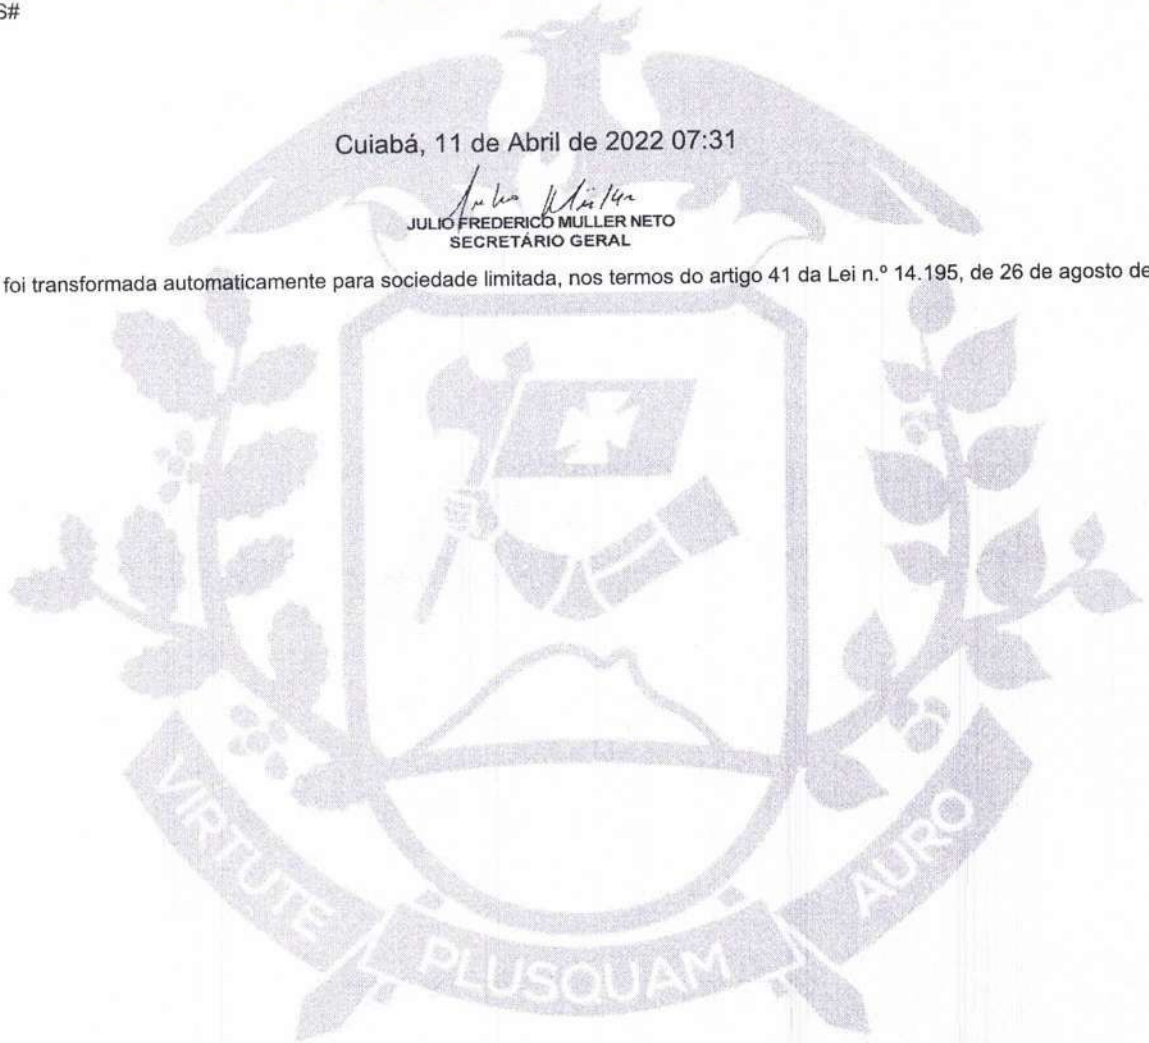 S#
Cuiabá, 11 de Abril de 2022 07:31
JULIO FREDERICO MULLER NETO
SECRETÁRIO GERAL
foi transformada automaticamente para sociedade limitada, nos termos do artigo 41 da Lei n.º 14.195, de 26 de agosto de
VIRTUTE PLUSQUAM AURO